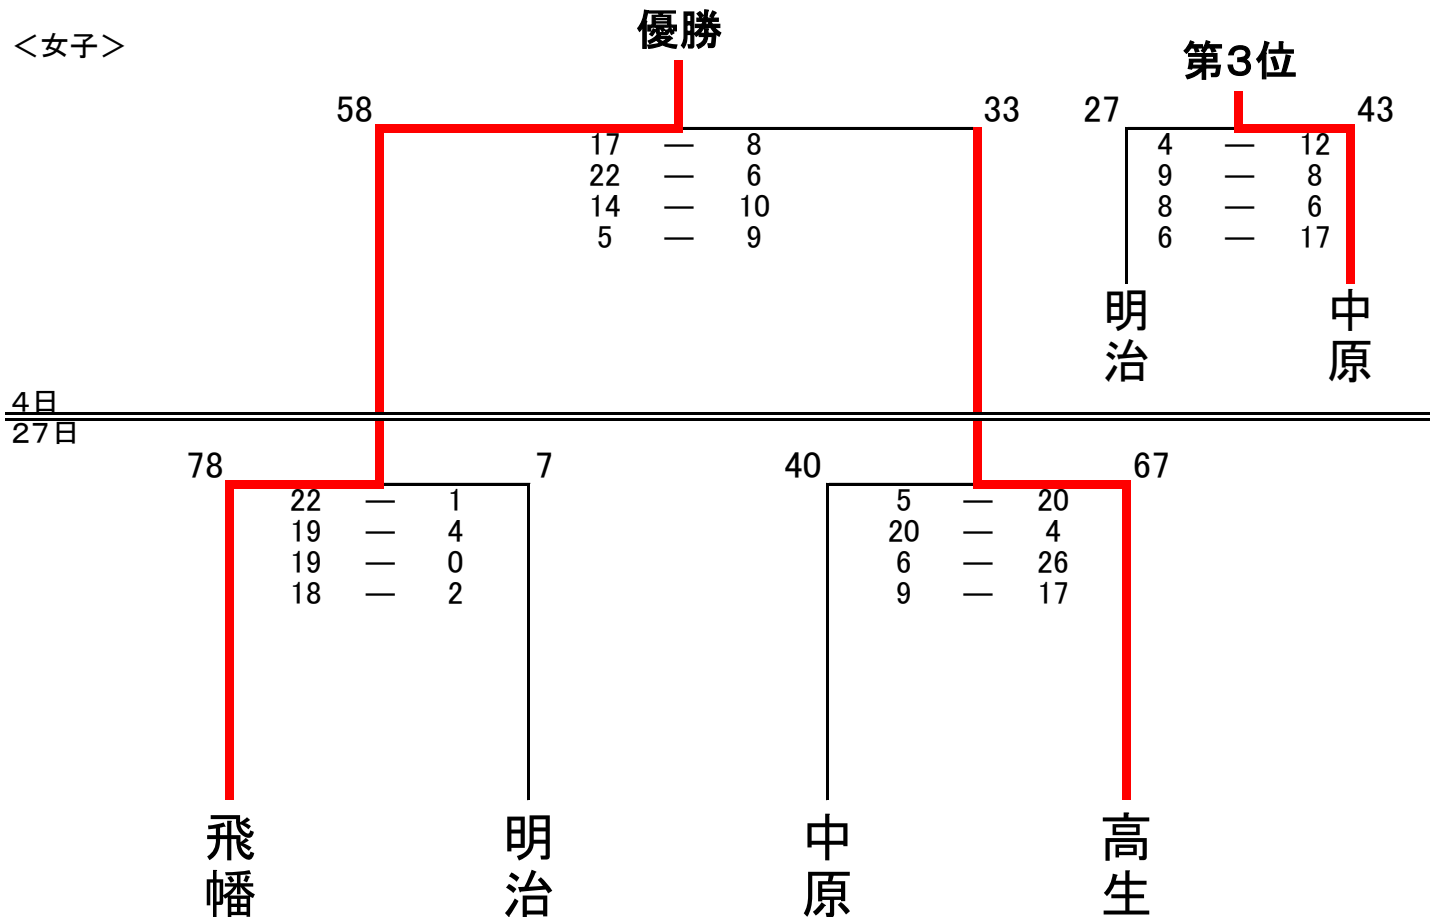 ＜女子＞
優勝
第3位
58
33
27
43
17 — 8
22 — 6
14 — 10
5 — 9
4 — 12
9 — 8
8 — 6
6 — 17
明治
中原
4日
27日
78
7
40
67
22 — 1
19 — 4
19 — 0
18 — 2
5 — 20
20 — 4
6 — 26
9 — 17
飛幡
明治
中原
高生